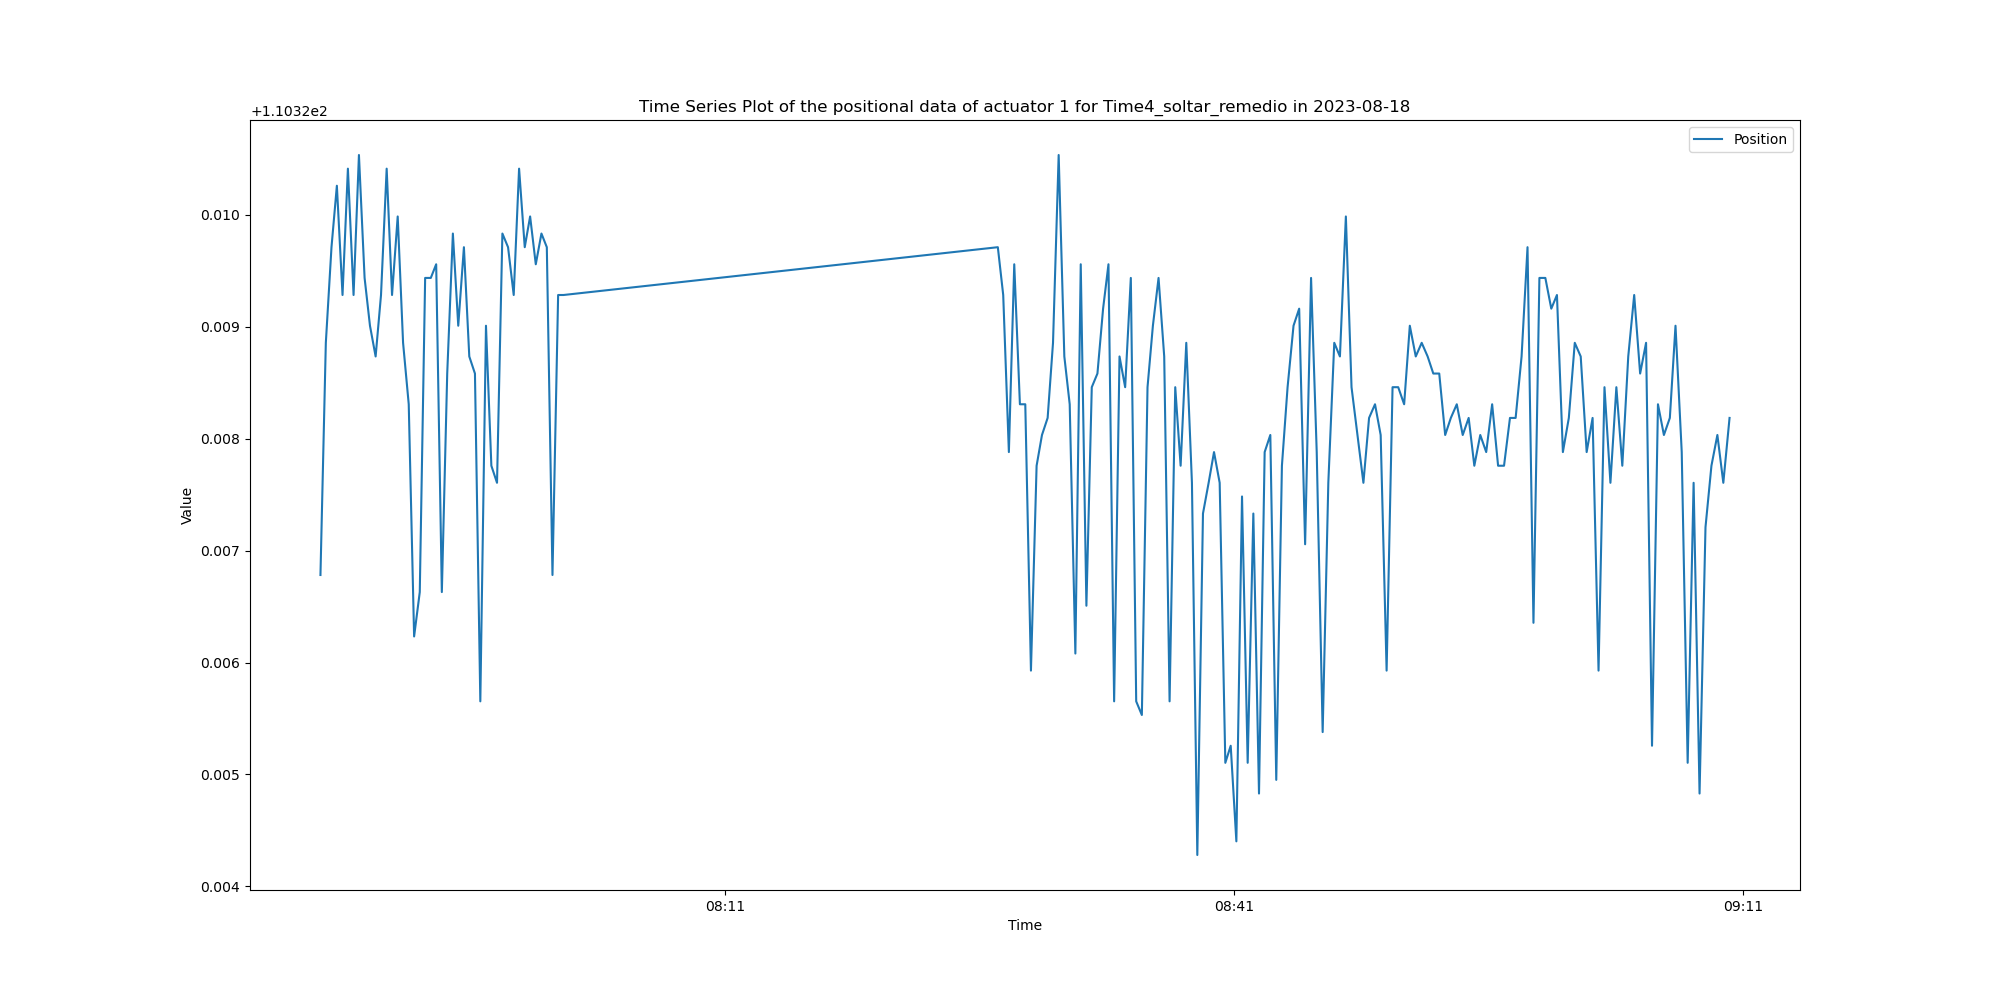 Time Series Plot of the positional data of actuator 1 for Time4_soltar_remedio in 2023-08-18
+1.1032e2
Position
0.010
0.009
0.008
0.007
0.006
0.005
0.004
Value
08:11
08:41
09:11
Time